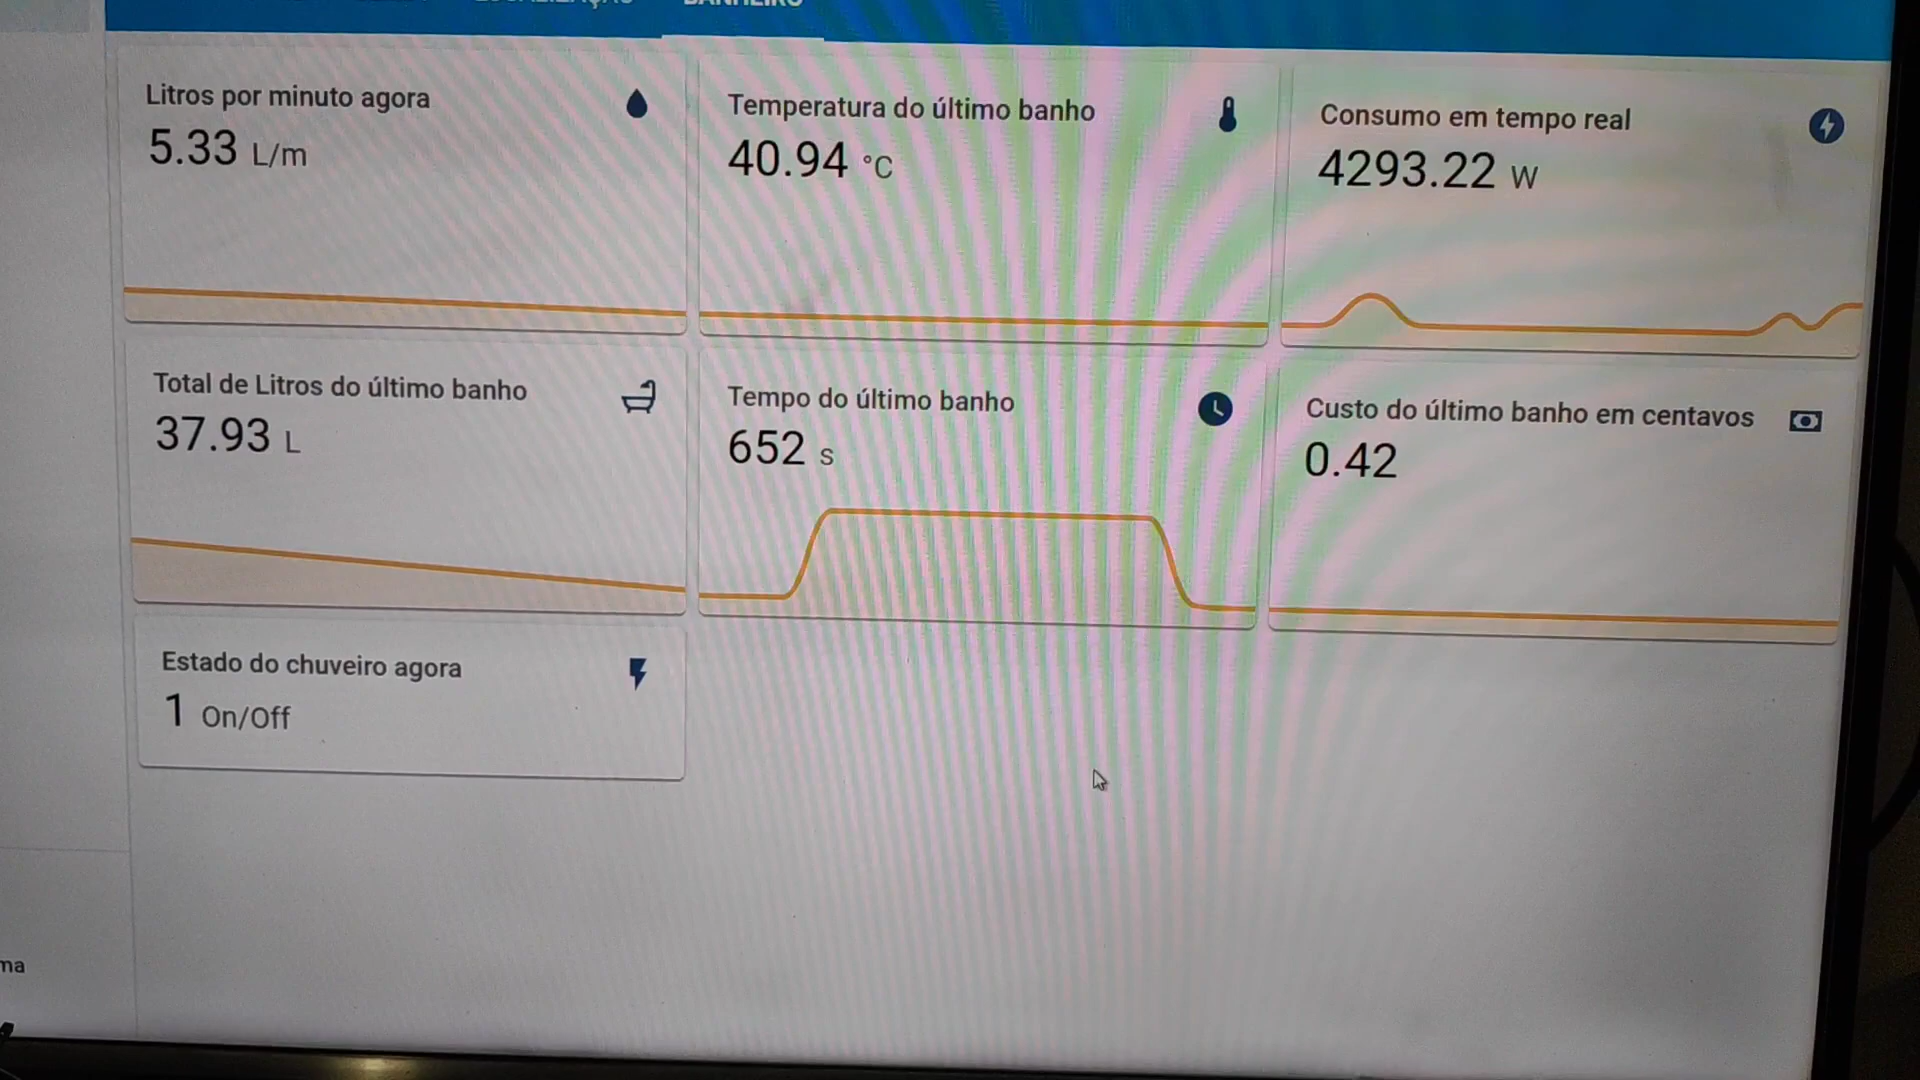 BANHEIRO
Litros por minuto agora
5.33 L/m
Temperatura do último banho
40.94 °C
Consumo em tempo real
4293.22 W
Total de Litros do último banho
37.93 L
Tempo do último banho
652 s
Custo do último banho em centavos
0.42
Estado do chuveiro agora
1 On/Off
ma